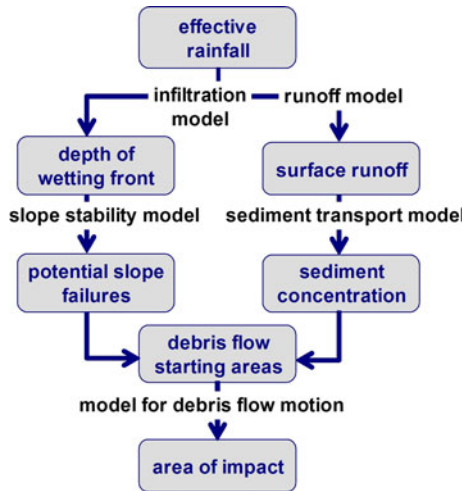 effective
rainfall
infiltration
model
runoff model
depth of
wetting front
surface runoff
slope stability model
sediment transport model
potential slope
failures
sediment
concentration
debris flow
starting areas
model for debris flow motion
area of impact